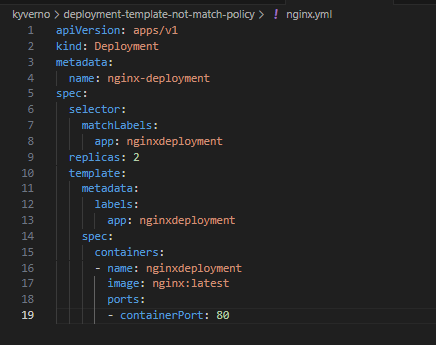 kyverno > deployment-template-not-match-policy > ! nginx.yml
1 apiVersion: apps/v1
2 kind: Deployment
3 metadata:
4   name: nginx-deployment
5 spec:
6   selector:
7     matchLabels:
8       app: nginxdeployment
9   replicas: 2
10   template:
11     metadata:
12       labels:
13         app: nginxdeployment
14     spec:
15       containers:
16       - name: nginxdeployment
17         image: nginx:latest
18         ports:
19         - containerPort: 80